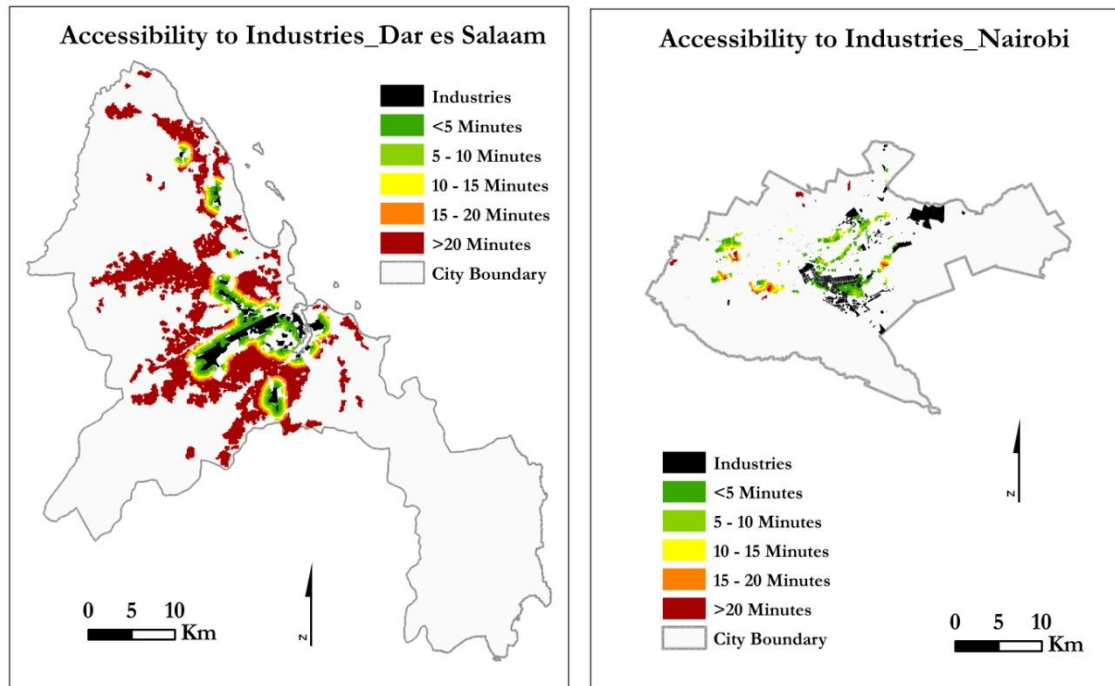 Accessibility to Industries_Dar es Salaam
Industries
<5 Minutes
5 - 10 Minutes
10 - 15 Minutes
15 - 20 Minutes
>20 Minutes
City Boundary
0 5 10
Km
N
Accessibility to Industries_Nairobi
Industries
<5 Minutes
5 - 10 Minutes
10 - 15 Minutes
15 - 20 Minutes
>20 Minutes
City Boundary
N
0 5 10
Km